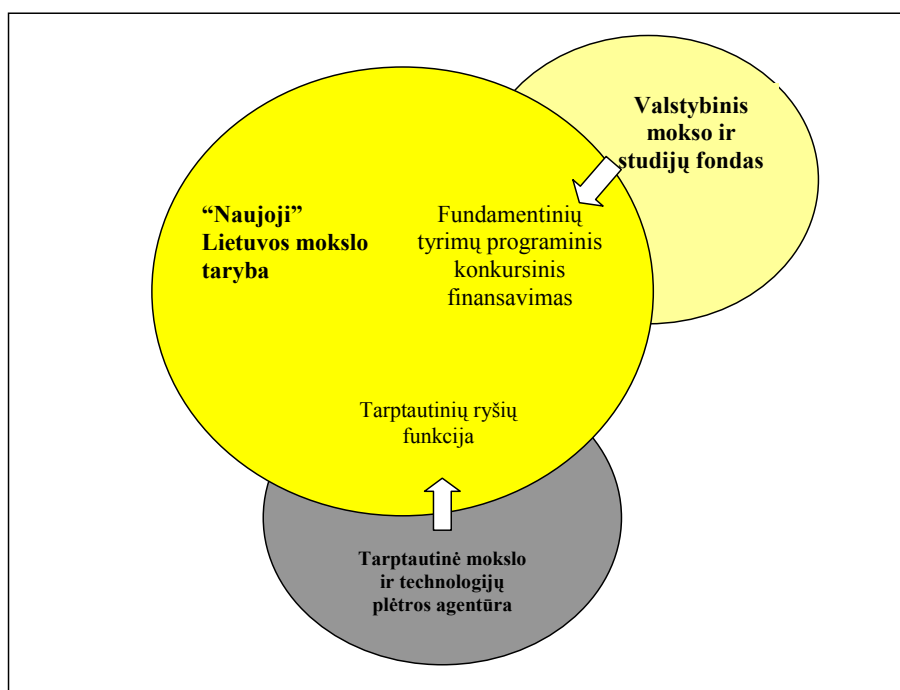 Valstybinis
mokso ir
studijų fondas
“Naujoji”
Lietuvos mokslo
taryba
Fundamentinių
tyrimų programinis
konkursinis
finansavimas
Tarptautinių ryšių
funkcija
Tarptautinė mokslo
ir technologijų
plėtros agentūra